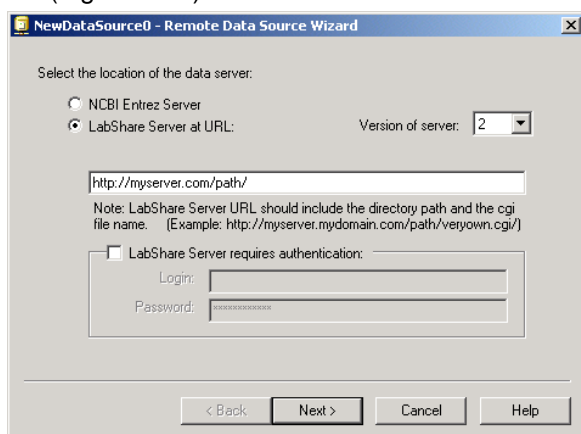 NewDataSource0 - Remote Data Source Wizard
Select the location of the data server:
NCBI Entrez Server
LabShare Server at URL: Version of server: 2
http://myserver.com/path/
Note: LabShare Server URL should include the directory path and the cgi
file name. (Example: http://myserver.mydomain.com/path/veryown.cgi/)
LabShare Server requires authentication:
Login:
Password: ************
< Back Next > Cancel Help